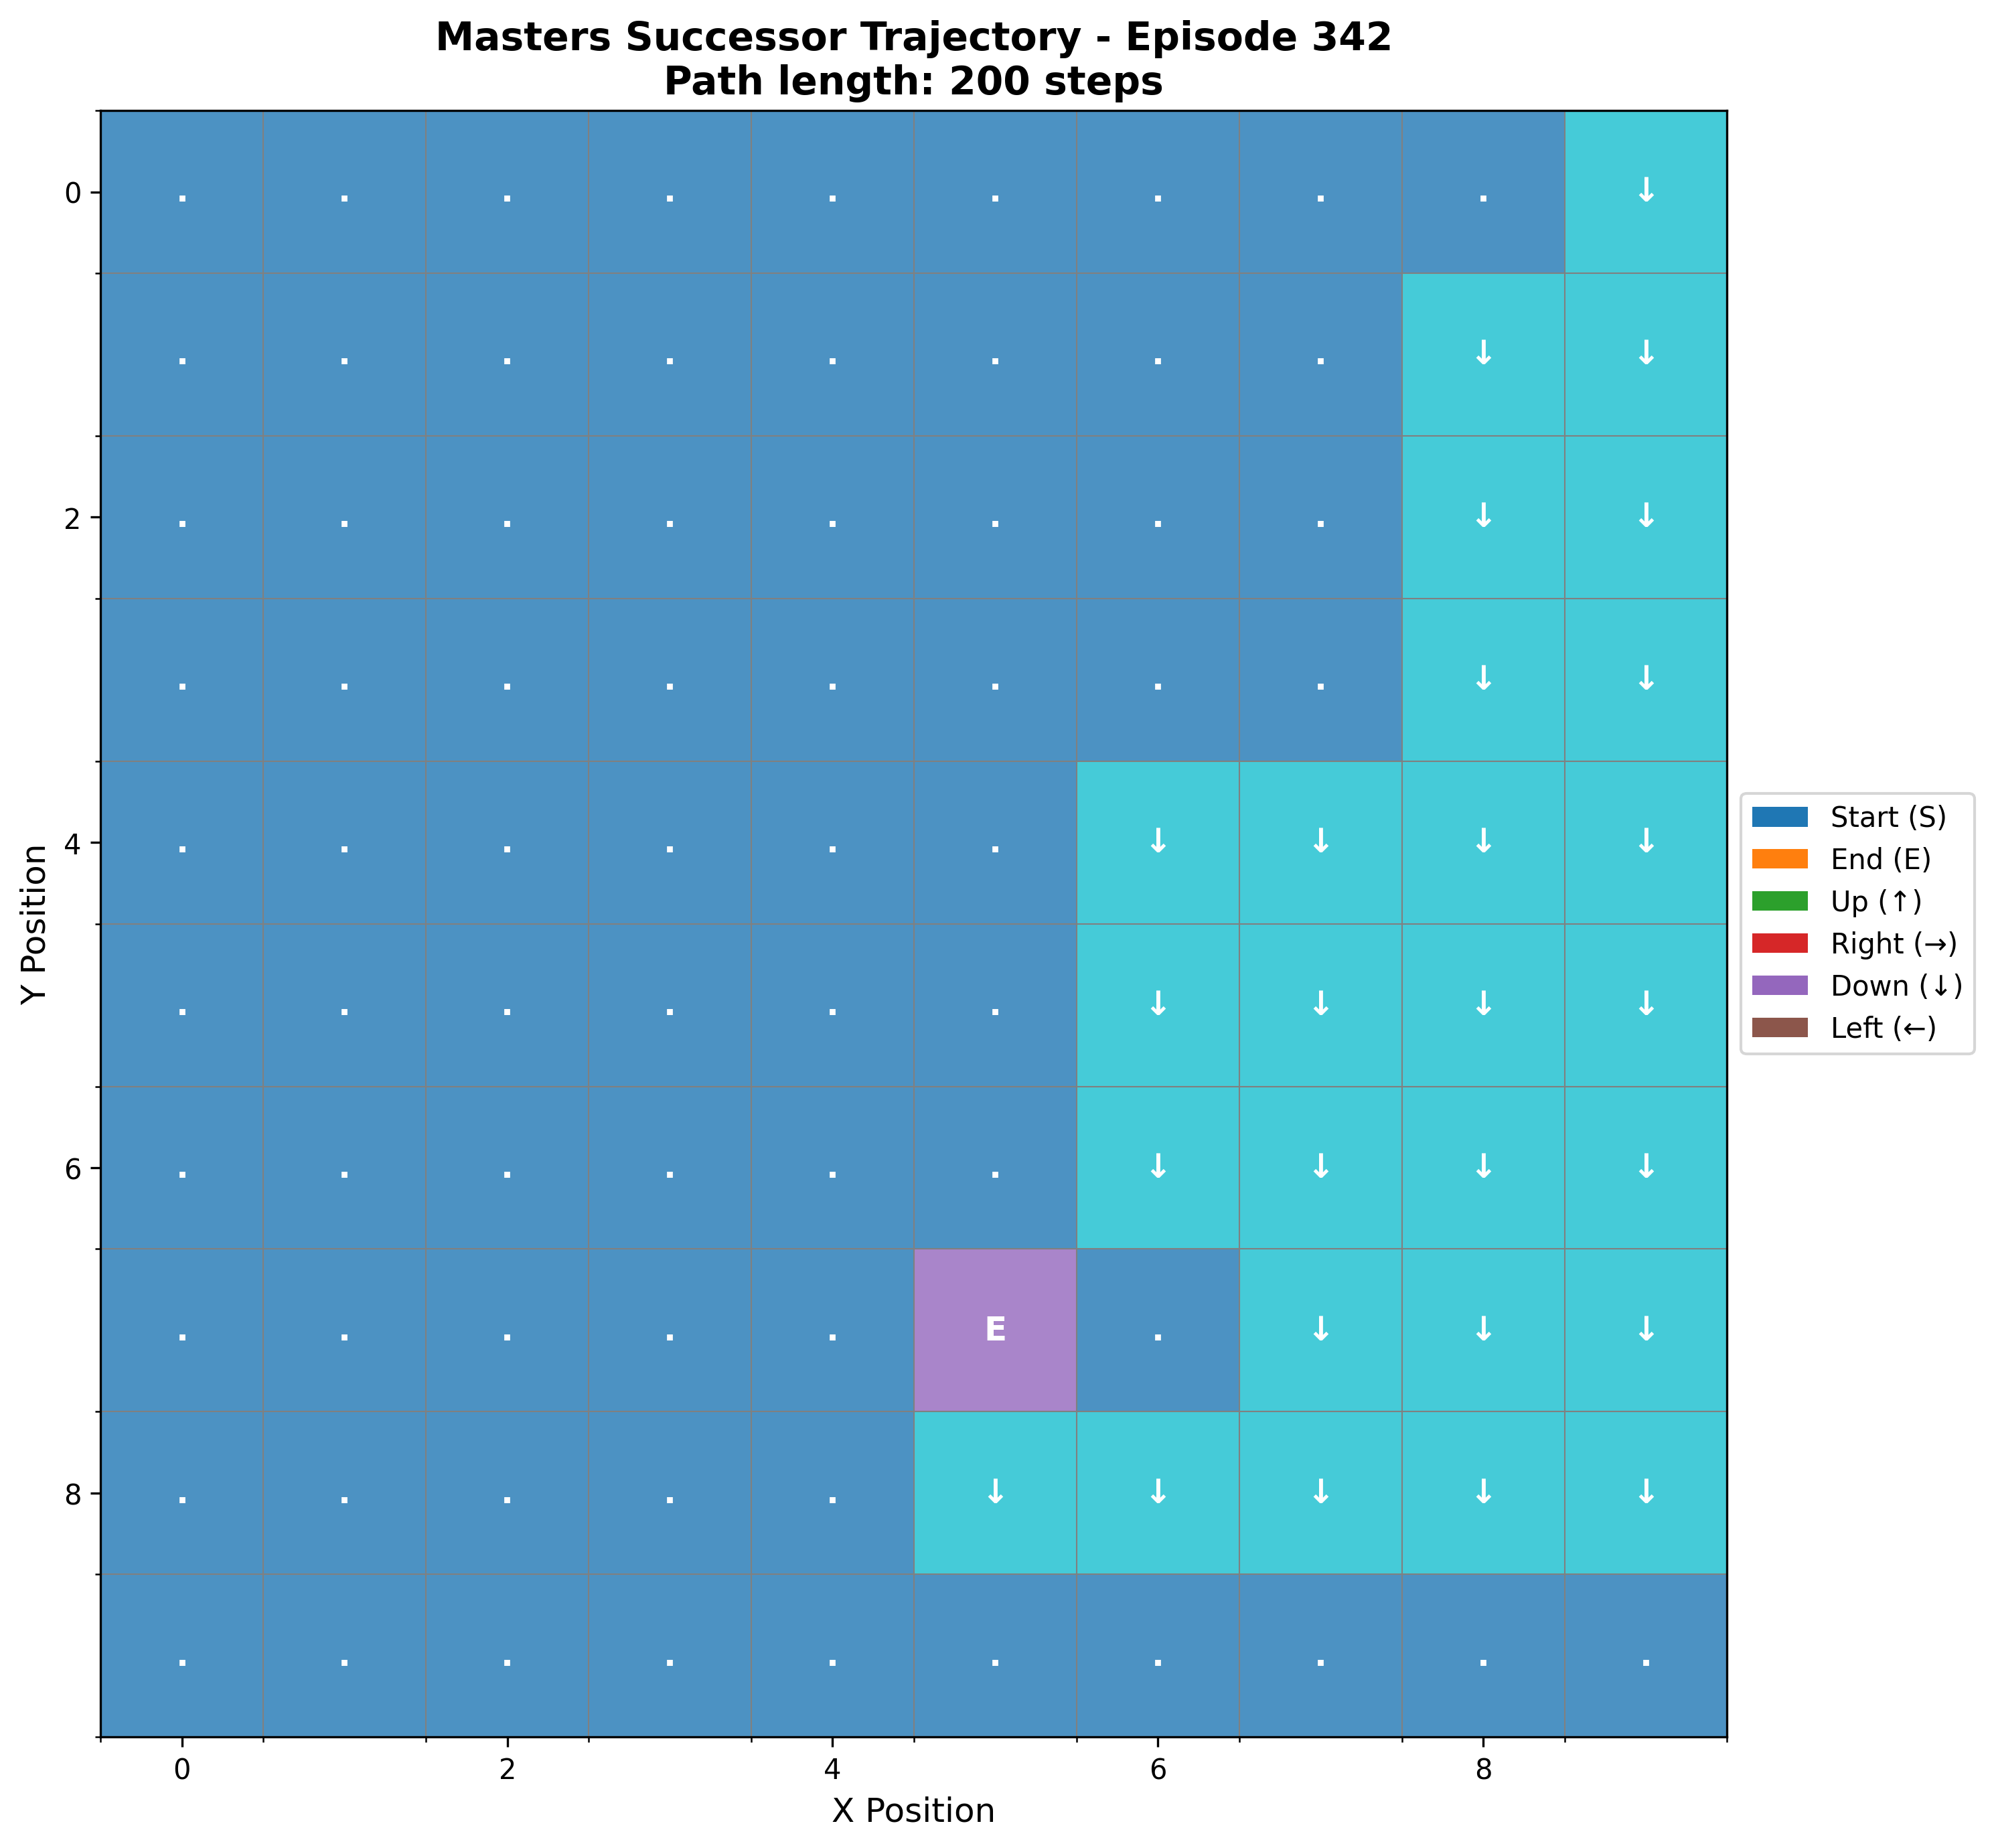 Masters Successor Trajectory - Episode 342
Path length: 200 steps
0 . . . . . . . . . ↓
. . . . . . . . ↓ ↓
2 . . . . . . . . ↓ ↓
. . . . . . . . ↓ ↓
4 . . . . . . ↓ ↓ ↓ ↓
. . . . . . ↓ ↓ ↓ ↓
6 . . . . . . ↓ ↓ ↓ ↓
. . . . . E . ↓ ↓ ↓
8 . . . . . ↓ ↓ ↓ ↓ ↓
. . . . . . . . . .
0 2 4 6 8
X Position
Y Position
Start (S)
End (E)
Up (↑)
Right (→)
Down (↓)
Left (←)